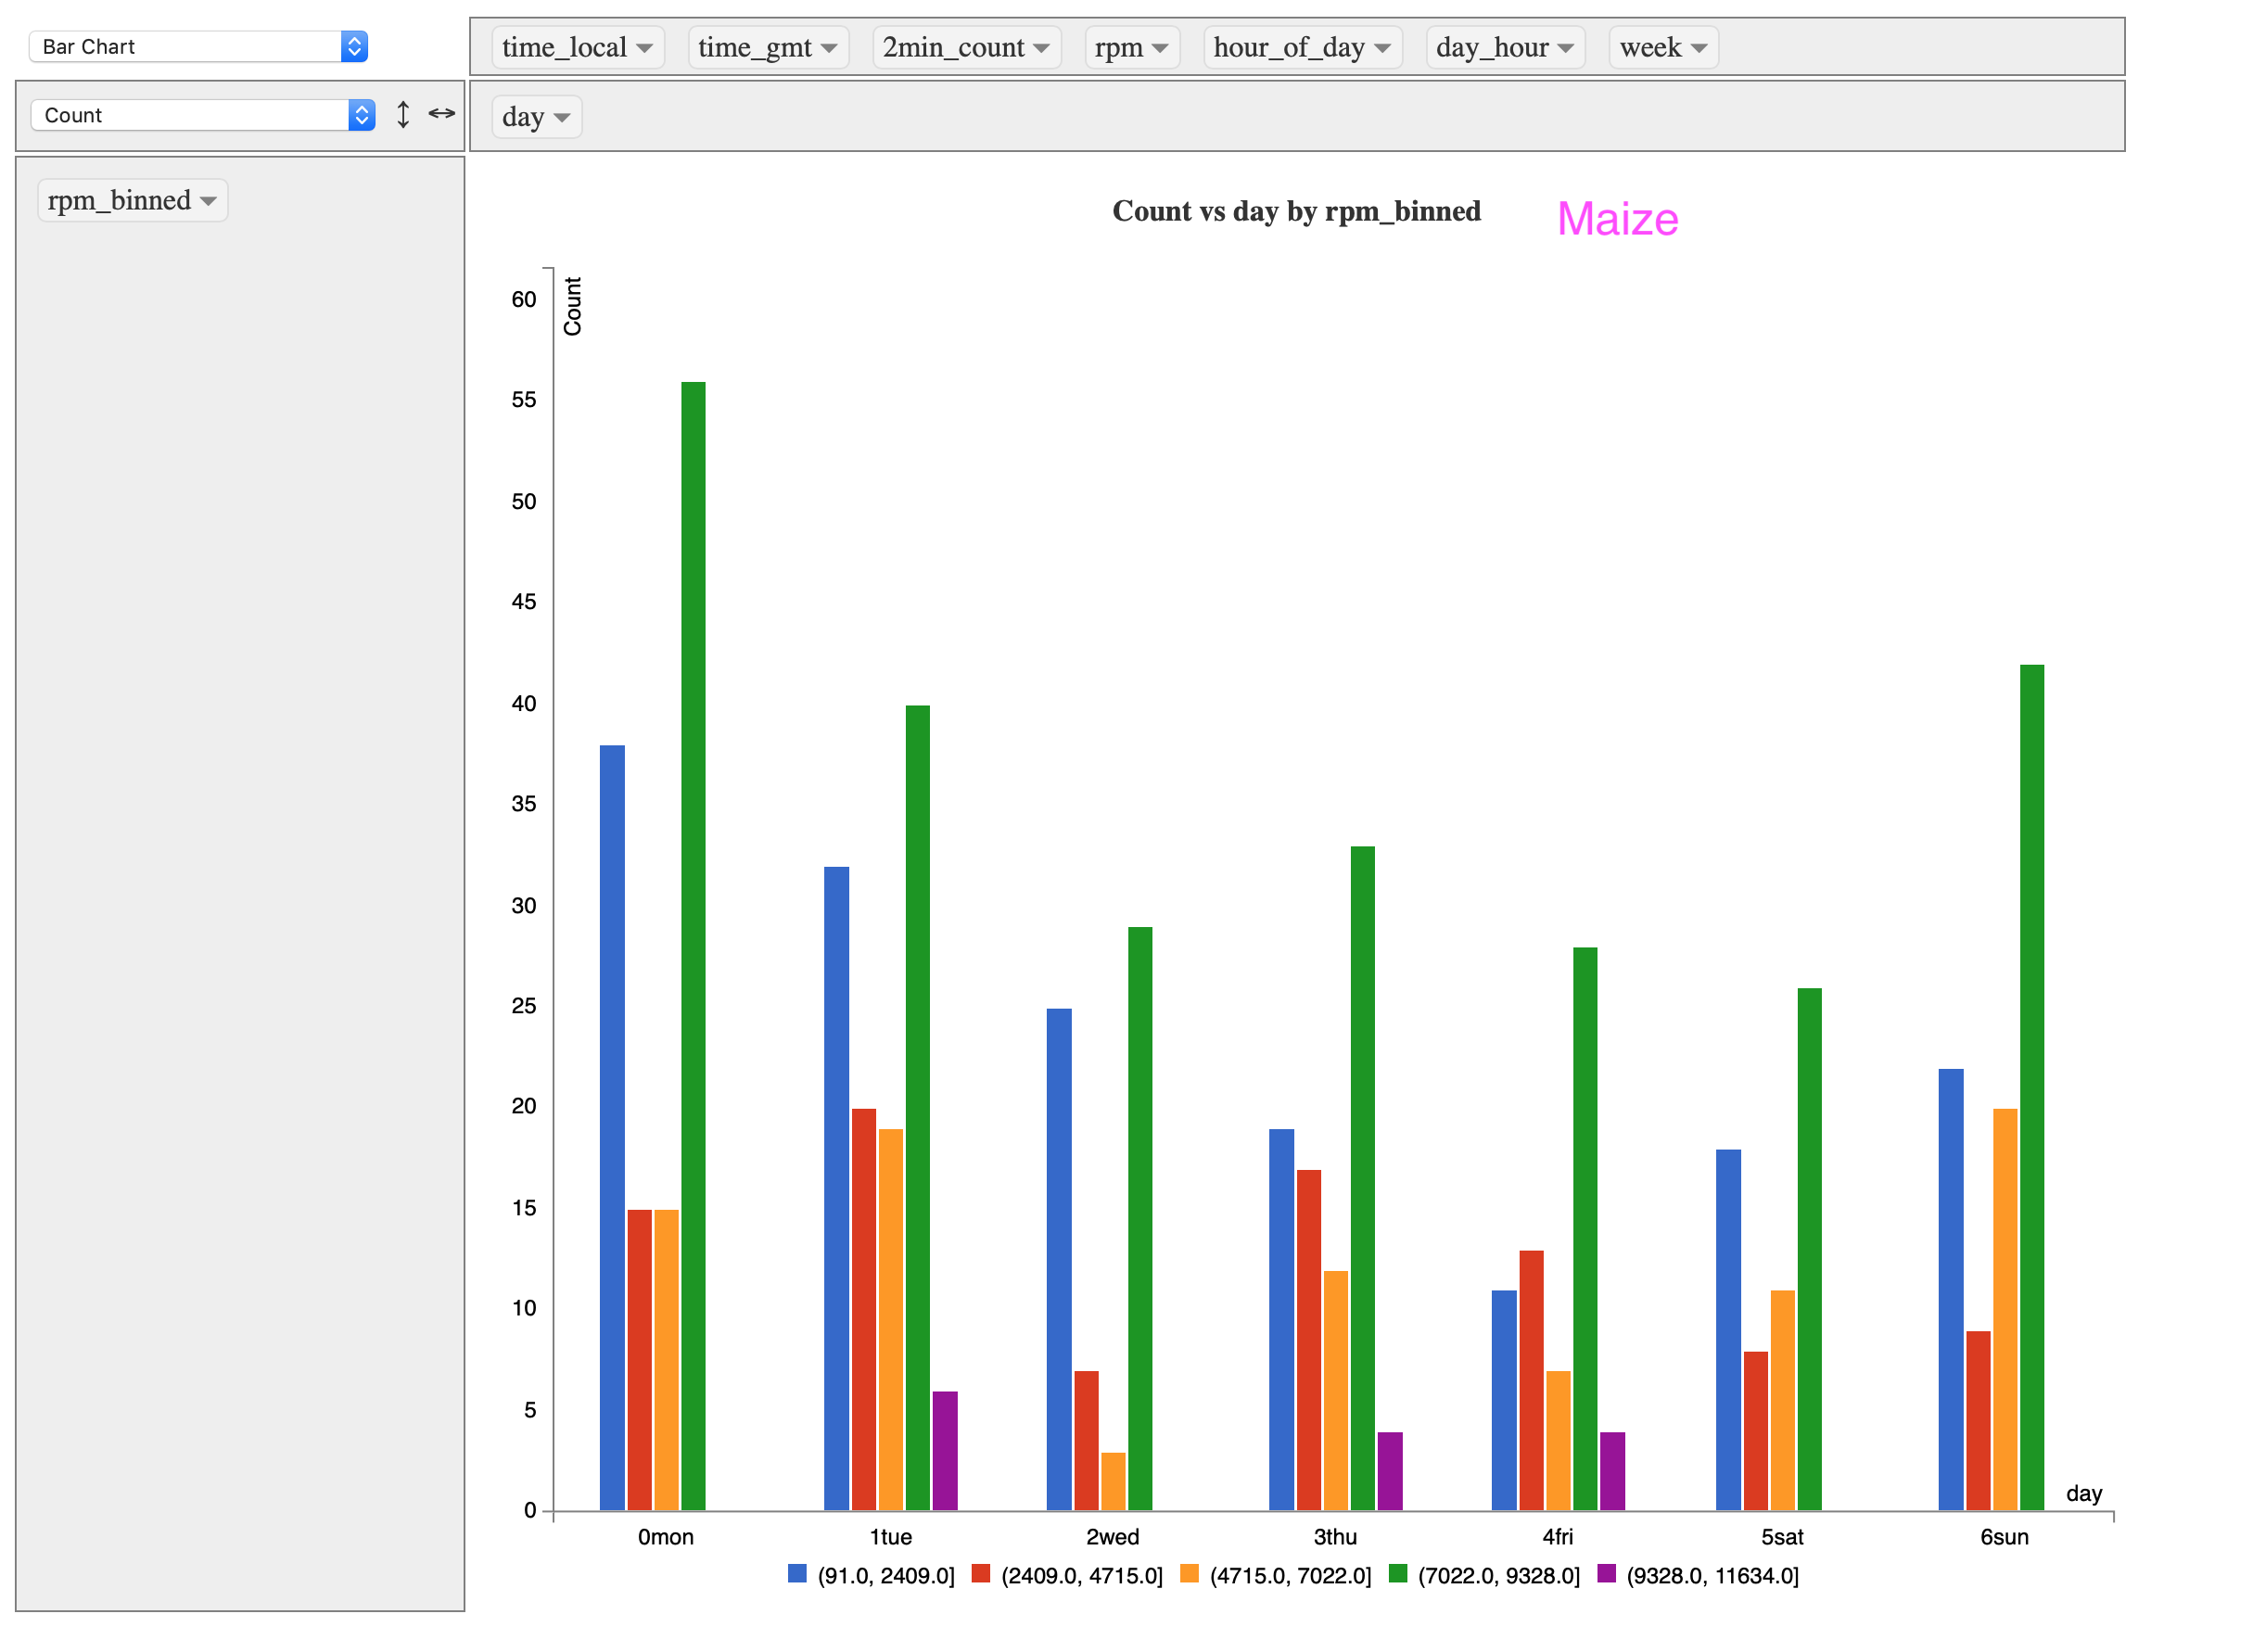 Bar Chart
time_local time_gmt 2min_count rpm hour_of_day day_hour week
Count
day
rpm_binned
Count vs day by rpm_binned
Maize
Count
60
55
50
45
40
35
30
25
20
15
10
5
0
day
0mon 1tue 2wed 3thu 4fri 5sat 6sun
(91.0, 2409.0] (2409.0, 4715.0] (4715.0, 7022.0] (7022.0, 9328.0] (9328.0, 11634.0]